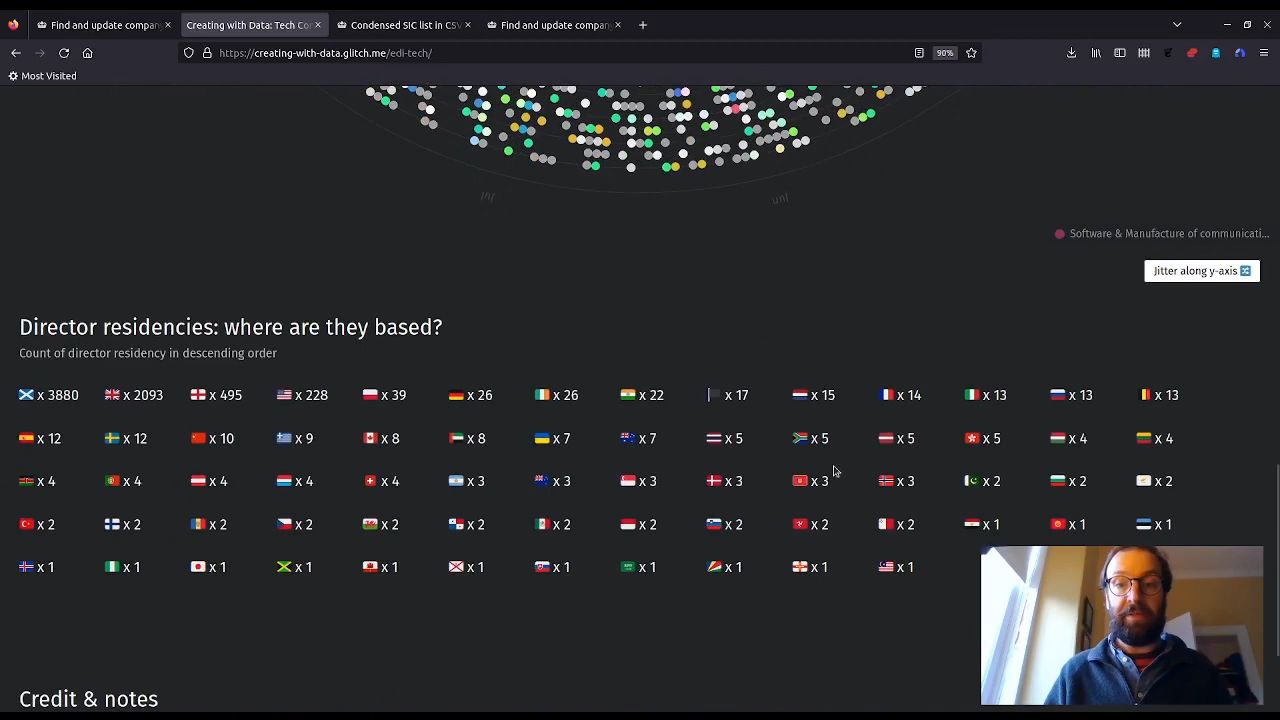 Find and update compan
Creating with Data: Tech Co
Condensed SIC list in CSV
Find and update compan
https://creating-with-data.glitch.me/edi-tech/
90%
Most Visited
Jul
Jun
Software & Manufacture of communicati...
Jitter along y-axis
Director residencies: where are they based?
Count of director residency in descending order
x 3880 x 2093 x 495 x 228 x 39 x 26 x 26 x 22 x 17 x 15 x 14 x 13 x 13 x 13
x 12 x 12 x 10 x 9 x 8 x 8 x 7 x 7 x 5 x 5 x 5 x 5 x 4 x 4
x 4 x 4 x 4 x 4 x 4 x 3 x 3 x 3 x 3 x 3 x 3 x 2 x 2 x 2
x 2 x 2 x 2 x 2 x 2 x 2 x 2 x 2 x 2 x 2 x 2 x 1 x 1 x 1
x 1 x 1 x 1 x 1 x 1 x 1 x 1 x 1 x 1 x 1 x 1
Credit & notes